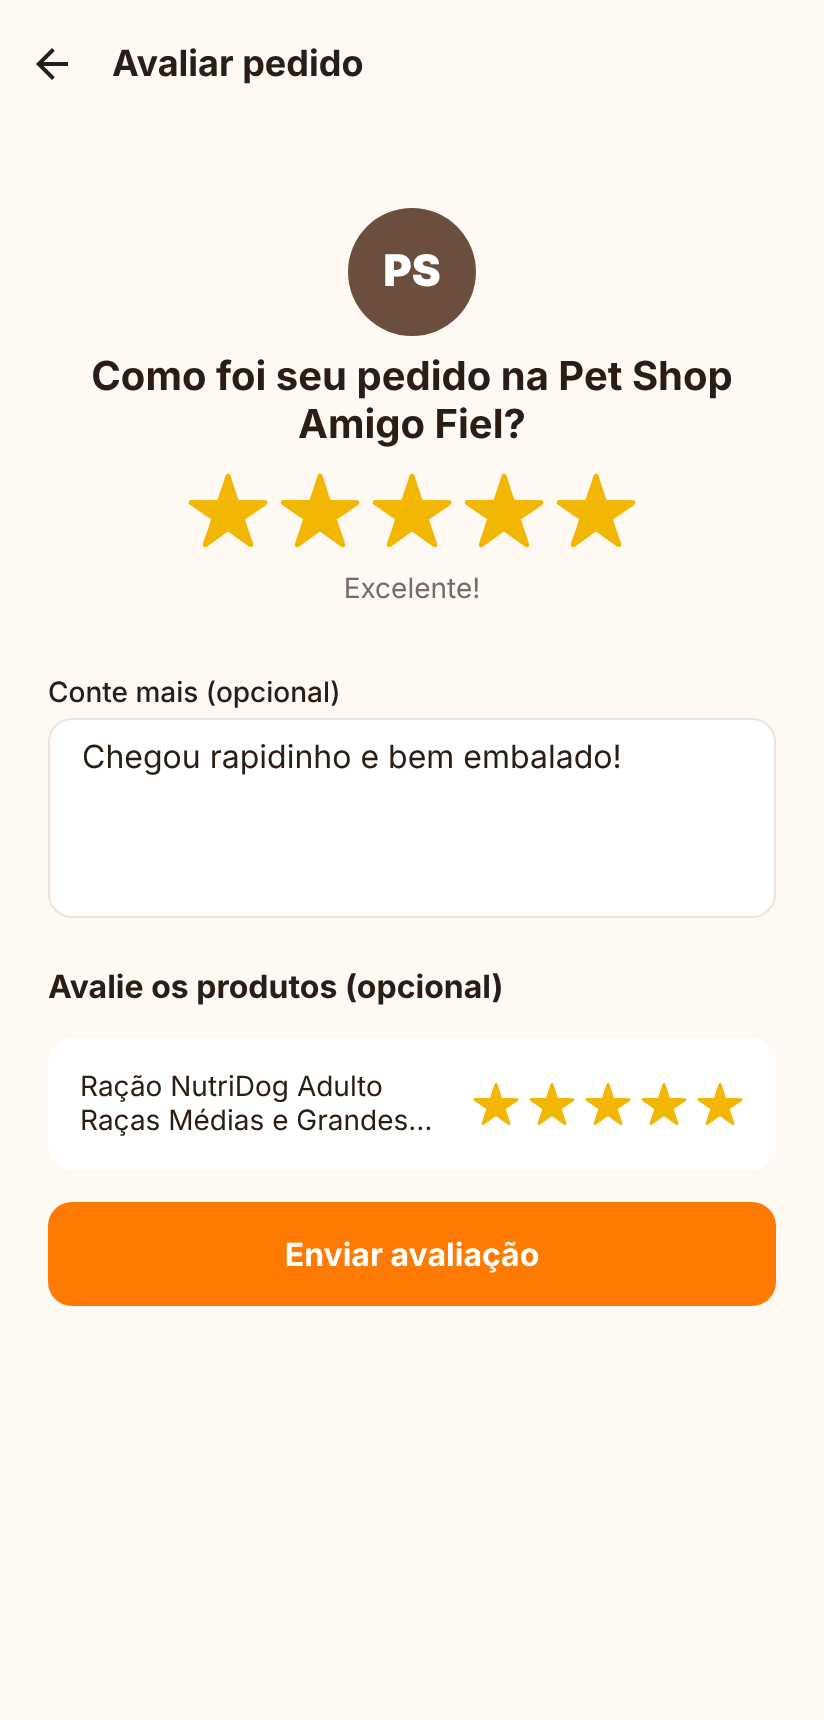 Avaliar pedido
PS
Como foi seu pedido na Pet Shop
Amigo Fiel?
Excelente!
Conte mais (opcional)
Chegou rapidinho e bem embalado!
Avalie os produtos (opcional)
Ração NutriDog Adulto
Raças Médias e Grandes...
Enviar avaliação